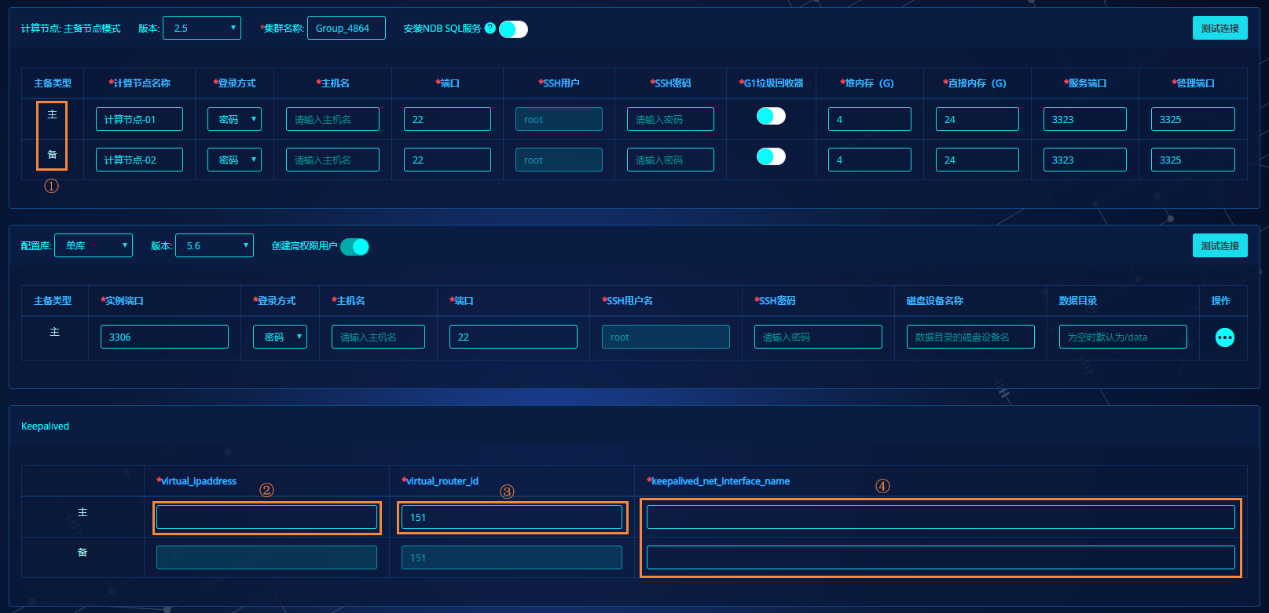 计算节点: 主备节点模式 版本: 2.5 *集群名称: Group_4864 安装NDB SQL服务 ? 测试连接
主备类型 *计算节点名称 *登录方式 *主机名 *端口 *SSH用户 *SSH密码 *G1垃圾回收器 *堆内存（G) *直接内存（G) *服务端口 *管理端口
主 计算节点-01 密码 请输入主机名 22 root 请输入密码 4 24 3323 3325
备 计算节点-02 密码 请输入主机名 22 root 请输入密码 4 24 3323 3325
①
配置库: 单库 版本: 5.6 创建高权限用户 测试连接
主备类型 *实例端口 *登录方式 *主机名 *端口 *SSH用户名 *SSH密码 磁盘设备名称 数据目录 操作
主 3306 密码 请输入主机名 22 root 请输入密码 数据目录的磁盘设备名 为空时默认为/data
Keepalived
*virtual_ipaddress ② *virtual_router_id ③ *keepalived_net_interface_name ④
主 151
备 151